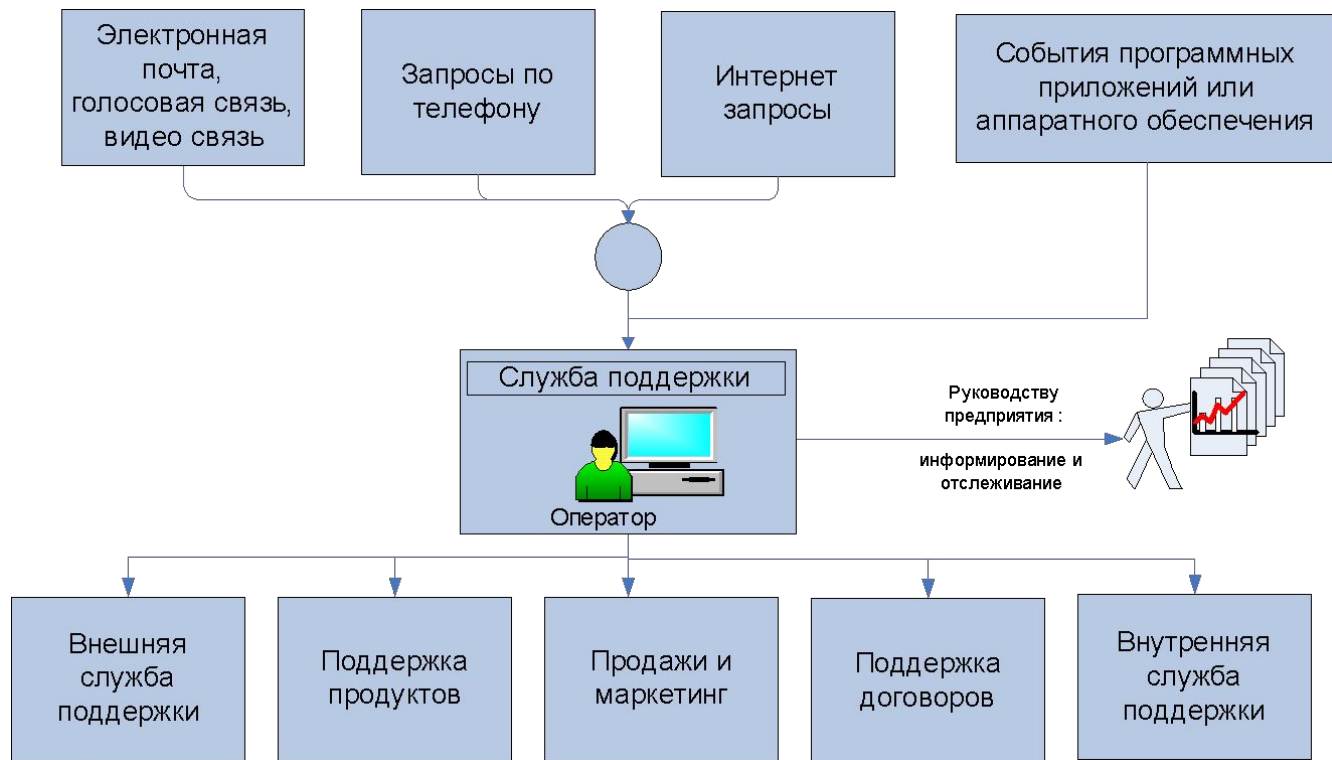 Электронная
почта,
голосовая связь,
видео связь
Запросы по
телефону
Интернет
запросы
События программных
приложений или
аппаратного обеспечения
Служба поддержки
Оператор
Руководству
предприятия :
информирование и
отслеживание
Внешняя
служба
поддержки
Поддержка
продуктов
Продажи и
маркетинг
Поддержка
договоров
Внутренняя
служба
поддержки